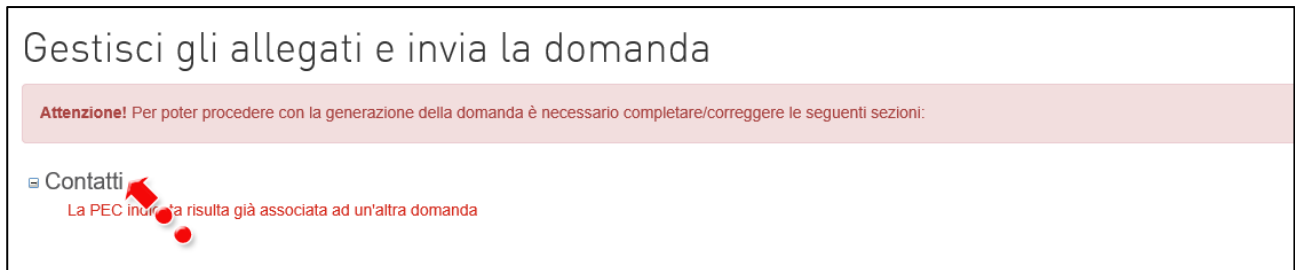 Gestisci gli allegati e invia la domanda
Attenzione! Per poter procedere con la generazione della domanda è necessario completare/correggere le seguenti sezioni:
Contatti
La PEC indicata risulta già associata ad un'altra domanda